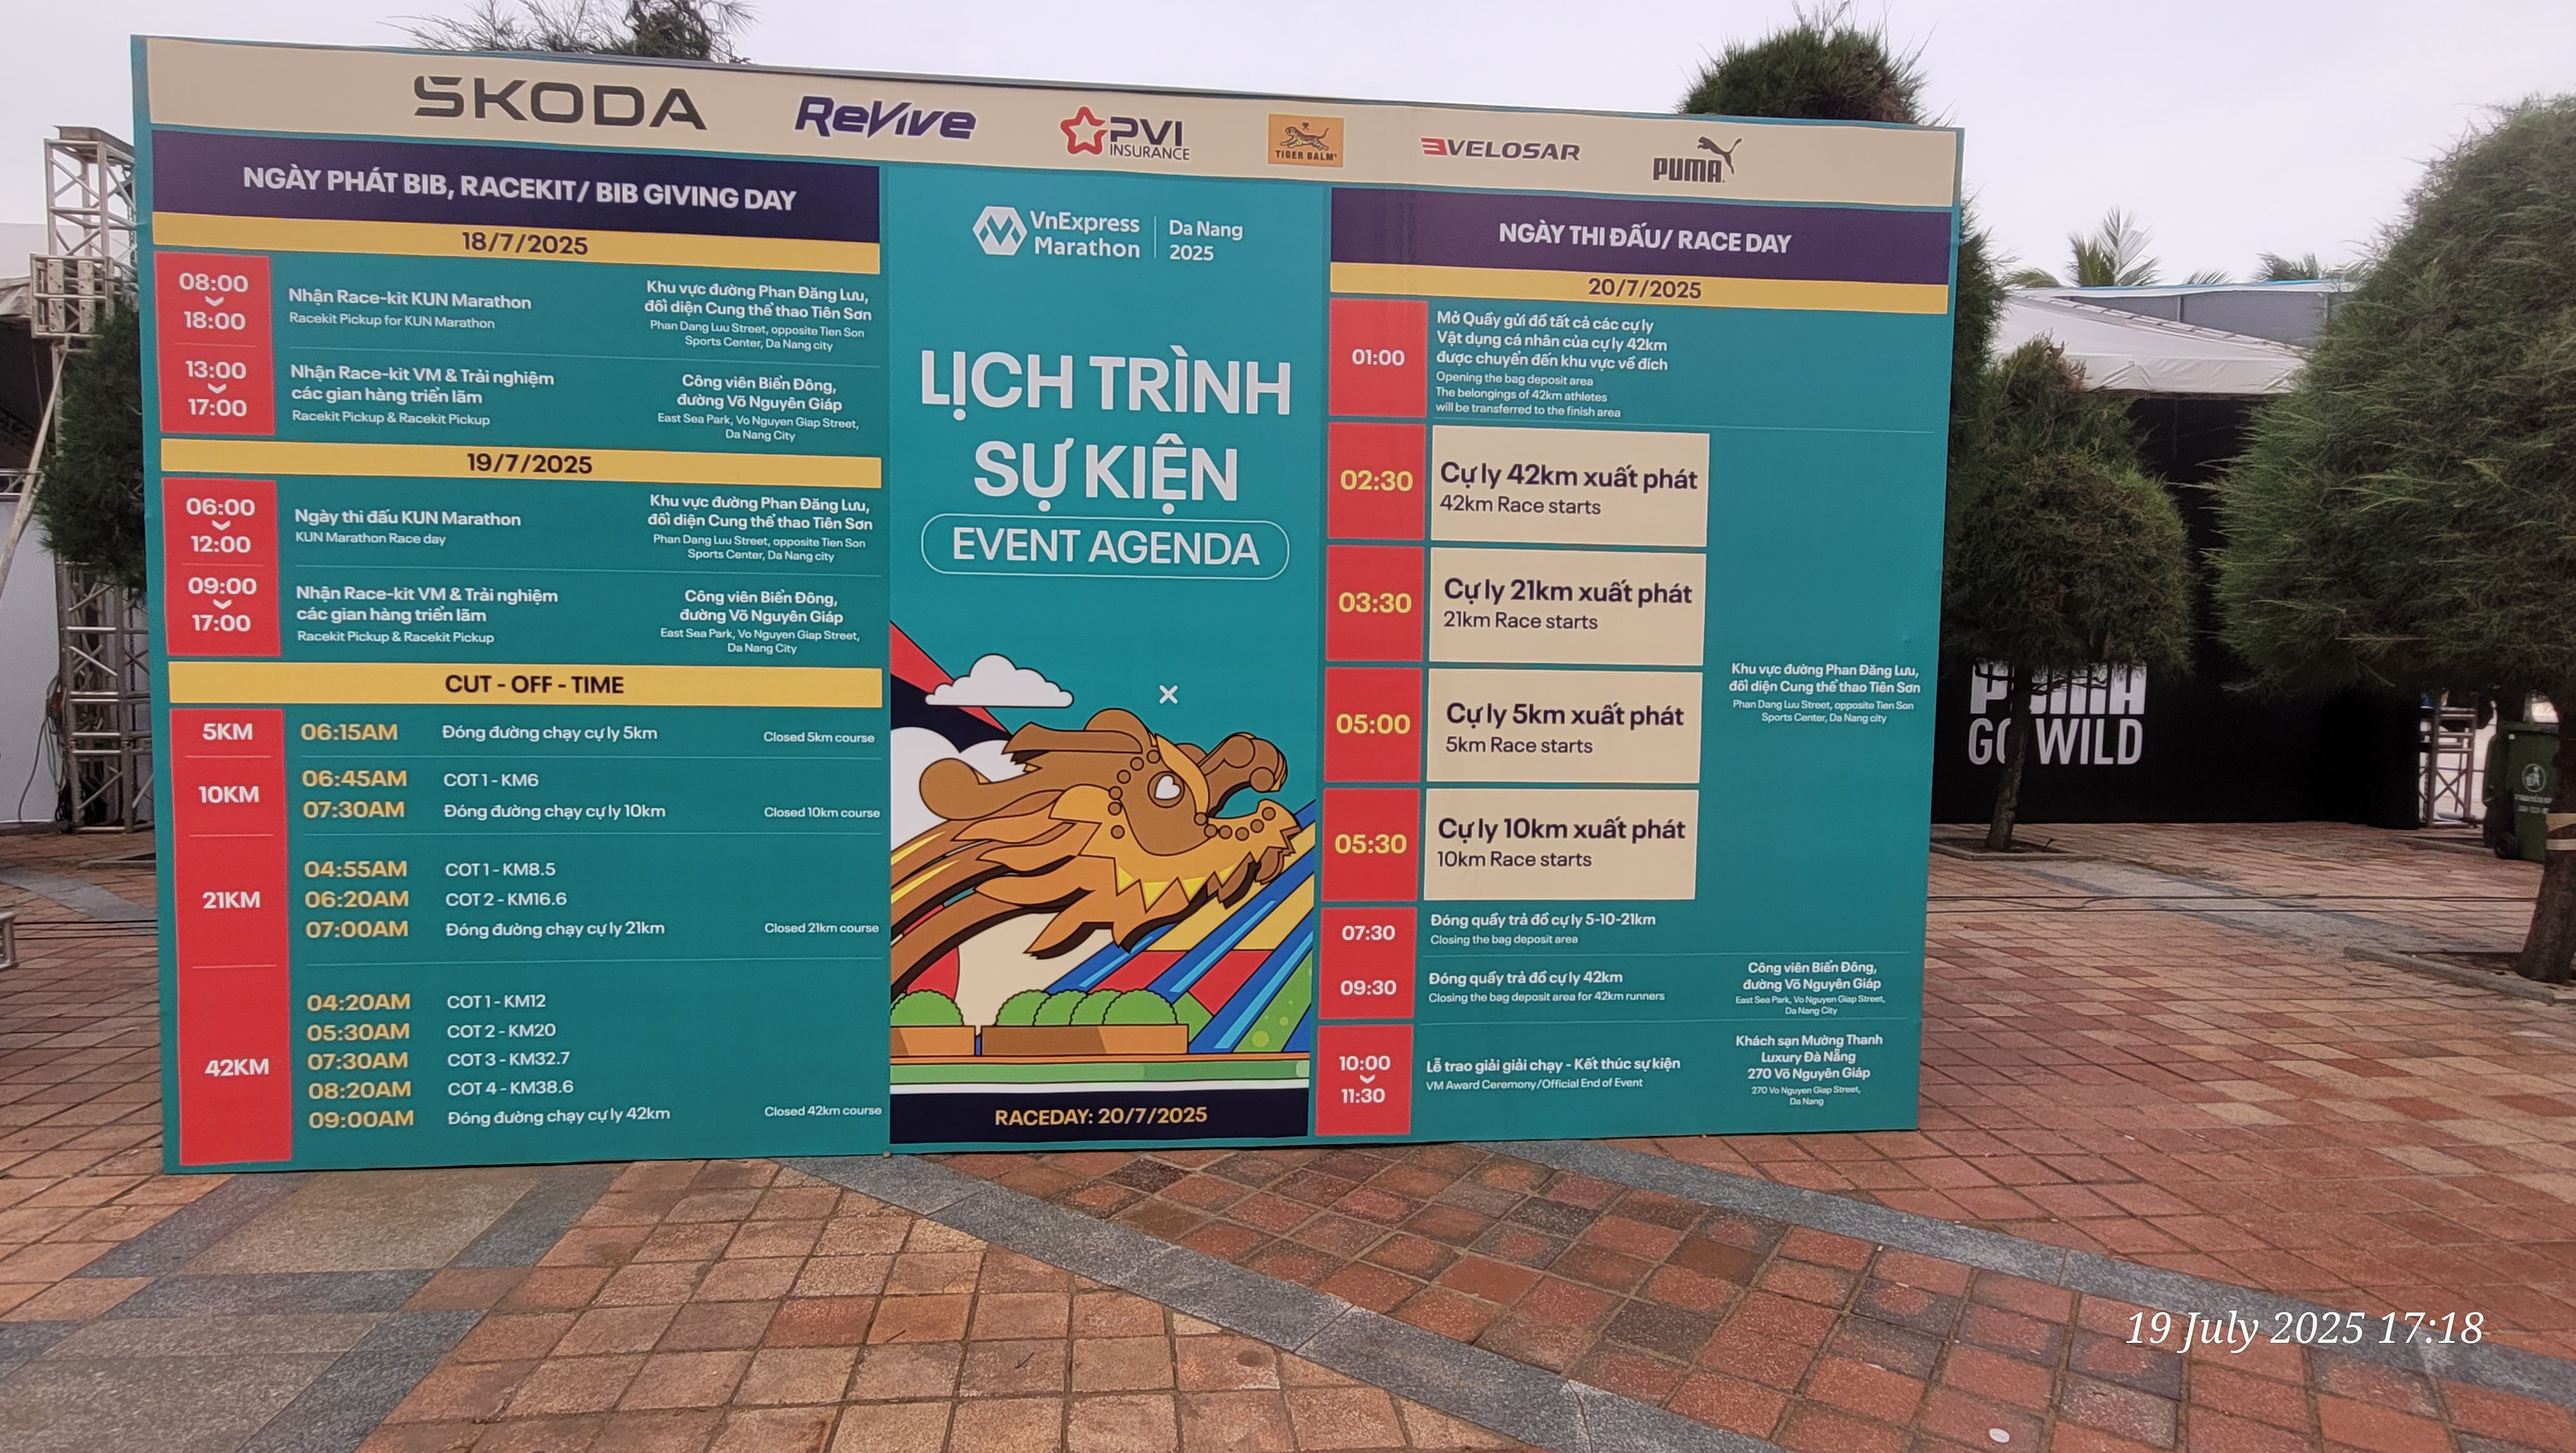 ŠKODA
ReVive
PVI
INSURANCE
TIGER BALM®
VELOSAR
PUMA
NGÀY PHÁT BIB, RACEKIT/ BIB GIVING DAY
18/7/2025
08:00
18:00
Nhận Race-kit KUN Marathon
Racekit Pickup for KUN Marathon
Khu vực đường Phan Đăng Lưu,
đối diện Cung thể thao Tiên Sơn
Phan Dang Luu Street, opposite Tien Son
Sports Center, Da Nang city
13:00
17:00
Nhận Race-kit VM & Trải nghiệm
các gian hàng triển lãm
Racekit Pickup & Racekit Pickup
Công viên Biển Đông,
đường Võ Nguyên Giáp
East Sea Park, Vo Nguyen Giap Street,
Da Nang City
19/7/2025
06:00
12:00
Ngày thi đấu KUN Marathon
KUN Marathon Race day
Khu vực đường Phan Đăng Lưu,
đối diện Cung thể thao Tiên Sơn
Phan Dang Luu Street, opposite Tien Son
Sports Center, Da Nang city
09:00
17:00
Nhận Race-kit VM & Trải nghiệm
các gian hàng triển lãm
Racekit Pickup & Racekit Pickup
Công viên Biển Đông,
đường Võ Nguyên Giáp
East Sea Park, Vo Nguyen Giap Street,
Da Nang City
CUT - OFF - TIME
5KM
06:15AM Đóng đường chạy cự ly 5km Closed 5km course
10KM
06:45AM COT 1 - KM6
07:30AM Đóng đường chạy cự ly 10km Closed 10km course
21KM
04:55AM COT 1 - KM8.5
06:20AM COT 2 - KM16.6
07:00AM Đóng đường chạy cự ly 21km Closed 21km course
42KM
04:20AM COT 1 - KM12
05:30AM COT 2 - KM20
07:30AM COT 3 - KM32.7
08:20AM COT 4 - KM38.6
09:00AM Đóng đường chạy cự ly 42km Closed 42km course
VnExpress
Marathon
Da Nang
2025
LỊCH TRÌNH
SỰ KIỆN
EVENT AGENDA
RACEDAY: 20/7/2025
NGÀY THI ĐẤU/ RACE DAY
20/7/2025
01:00
Mở Quầy gửi đồ tất cả các cự ly
Vật dụng cá nhân của cự ly 42km
được chuyển đến khu vực về đích
Opening the bag deposit area
The belongings of 42km athletes
will be transferred to the finish area
02:30
Cự ly 42km xuất phát
42km Race starts
03:30
Cự ly 21km xuất phát
21km Race starts
05:00
Cự ly 5km xuất phát
5km Race starts
05:30
Cự ly 10km xuất phát
10km Race starts
Khu vực đường Phan Đăng Lưu,
đối diện Cung thể thao Tiên Sơn
Phan Dang Luu Street, opposite Tien Son
Sports Center, Da Nang city
07:30
Đóng quầy trả đồ cự ly 5-10-21km
Closing the bag deposit area
09:30
Đóng quầy trả đồ cự ly 42km
Closing the bag deposit area for 42km runners
Công viên Biển Đông,
đường Võ Nguyên Giáp
East Sea Park, Vo Nguyen Giap Street,
Da Nang City
10:00
11:30
Lễ trao giải giải chạy - Kết thúc sự kiện
VM Award Ceremony/Official End of Event
Khách sạn Mường Thanh
Luxury Đà Nẵng
270 Võ Nguyên Giáp
270 Vo Nguyen Giap Street,
Da Nang
PUMA
GO WILD
19 July 2025 17:18